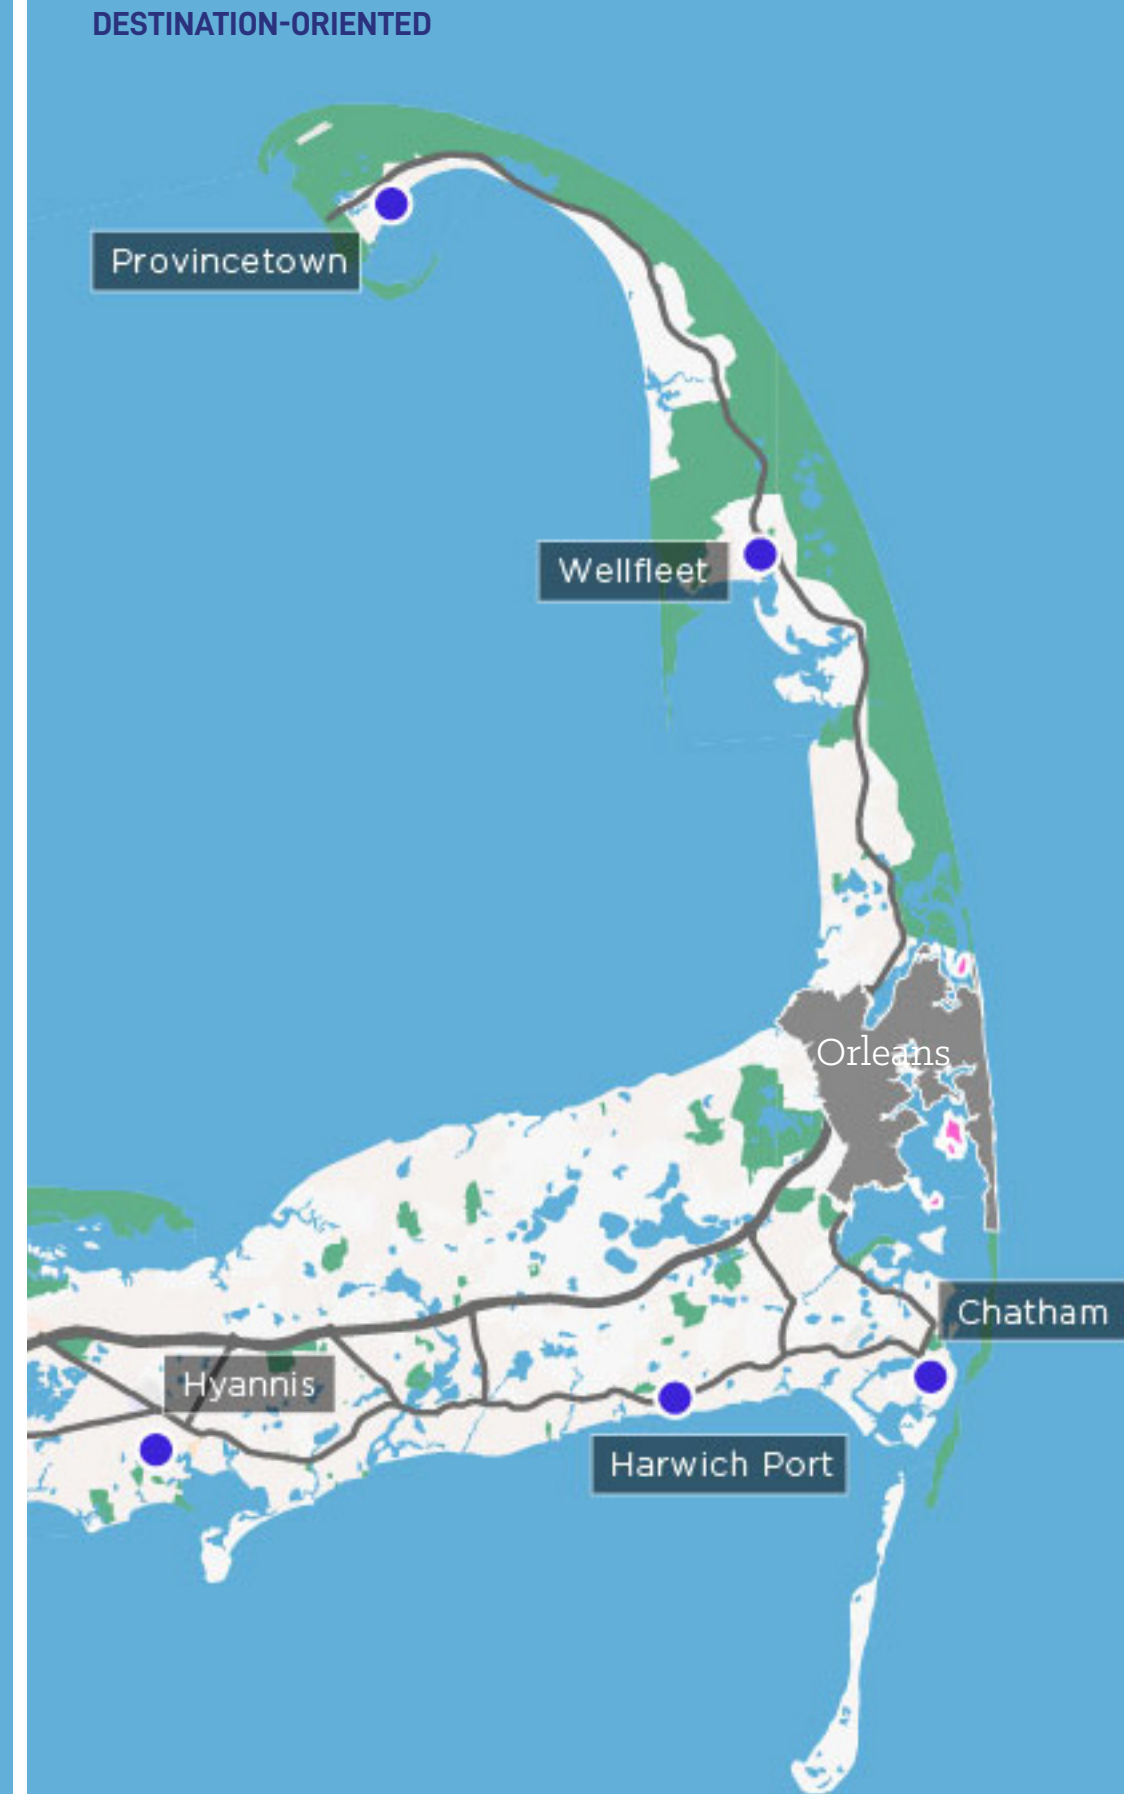 DESTINATION-ORIENTED
Provincetown
Wellfleet
Orleans
Chatham
Hyannis
Harwich Port